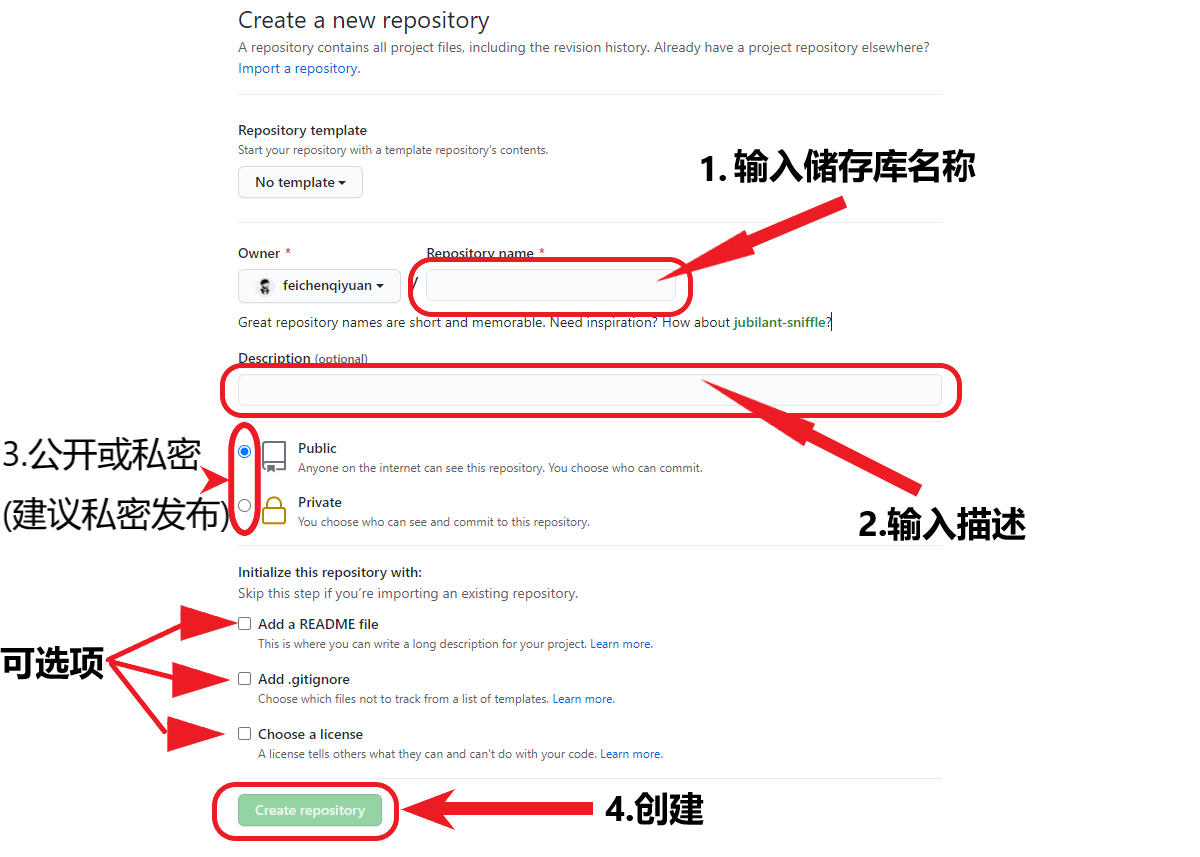 Create a new repository
A repository contains all project files, including the revision history. Already have a project repository elsewhere?
Import a repository.
Repository template
Start your repository with a template repository's contents.
No template
1. 输入储存库名称
Owner *
Repository name *
feichenqiyuan
/
Great repository names are short and memorable. Need inspiration? How about jubilant-sniffle?
Description (optional)
3.公开或私密
(建议私密发布)
Public
Anyone on the internet can see this repository. You choose who can commit.
Private
You choose who can see and commit to this repository.
2.输入描述
Initialize this repository with:
Skip this step if you’re importing an existing repository.
可选项
Add a README file
This is where you can write a long description for your project. Learn more.
Add .gitignore
Choose which files not to track from a list of templates. Learn more.
Choose a license
A license tells others what they can and can't do with your code. Learn more.
Create repository
4.创建